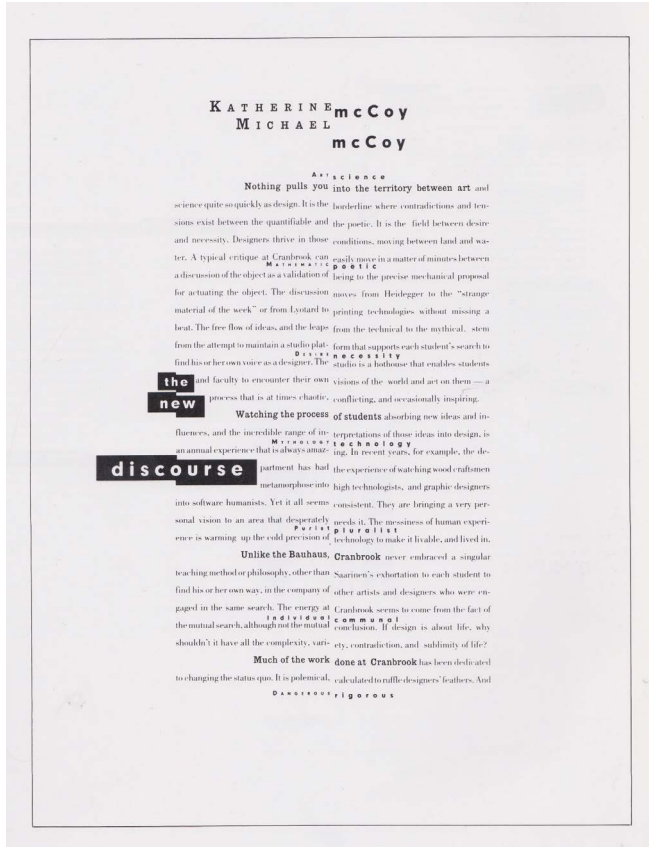 KATHERINE mcCoy
MICHAEL
mcCoy
ART science
Nothing pulls you into the territory between art and
science quite so quickly as design. It is the borderline where contradictions and ten-
sions exist between the quantifiable and the poetic. It is the field between desire
and necessity. Designers thrive in those conditions, moving between land and wa-
ter. A typical critique at Cranbrook can easily move in a matter of minutes between
MATHEMATIC poetic
a discussion of the object as a validation of being to the precise mechanical proposal
for actuating the object. The discussion moves from Heidegger to the "strange
material of the week" or from Lyotard to printing technologies without missing a
beat. The free flow of ideas, and the leaps from the technical to the mythical, stem
from the attempt to maintain a studio plat- form that supports each student's search to
DESIRE necessity
find his or her own voice as a designer. The studio is a hothouse that enables students
the and faculty to encounter their own visions of the world and act on them — a
new process that is at times chaotic, conflicting, and occasionally inspiring.
Watching the process of students absorbing new ideas and in-
fluences, and the incredible range of in- terpretations of those ideas into design, is
MYTHOLOGY technology
an annual experience that is always amaz- ing. In recent years, for example, the de-
discourse partment has had the experience of watching wood craftsmen
metamorphose into high technologists, and graphic designers
into software humanists. Yet it all seems consistent. They are bringing a very per-
sonal vision to an area that desperately needs it. The messiness of human experi-
Purist pluralist
ence is warming up the cold precision of technology to make it livable, and lived in.
Unlike the Bauhaus, Cranbrook never embraced a singular
teaching method or philosophy, other than Saarinen's exhortation to each student to
find his or her own way, in the company of other artists and designers who were en-
gaged in the same search. The energy at Cranbrook seems to come from the fact of
Individual communal
the mutual search, although not the mutual conclusion. If design is about life, why
shouldn't it have all the complexity, vari- ety, contradiction, and sublimity of life?
Much of the work done at Cranbrook has been dedicated
to changing the status quo. It is polemical, calculated to ruffle designers' feathers. And
DANGEROUS rigorous